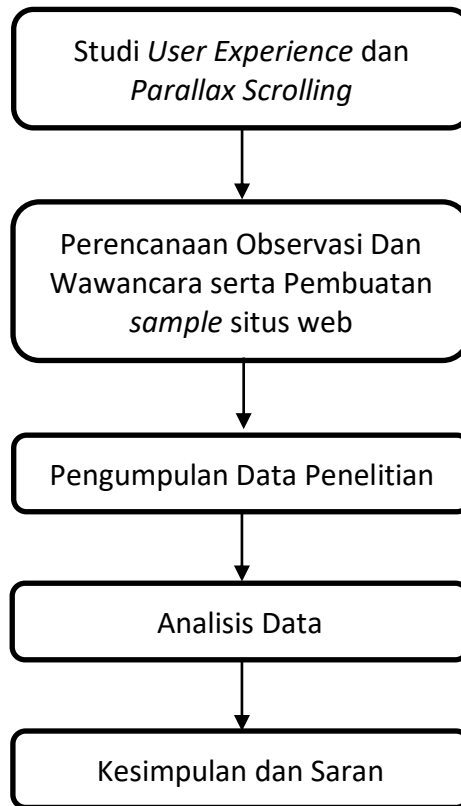 Studi User Experience dan
Parallax Scrolling
Perencanaan Observasi Dan
Wawancara serta Pembuatan
sample situs web
Pengumpulan Data Penelitian
Analisis Data
Kesimpulan dan Saran